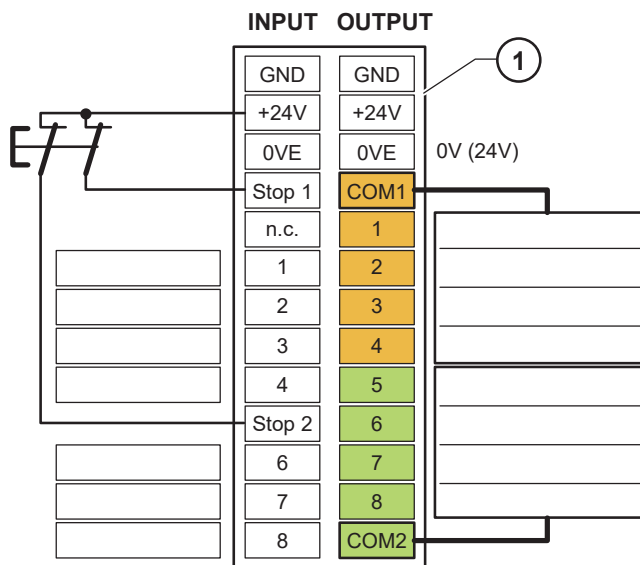 INPUT OUTPUT
1
GND GND
+24V +24V
0VE 0VE 0V (24V)
Stop 1 COM1
n.c. 1
1 2
2 3
3 4
4 5
Stop 2 6
6 7
7 8
8 COM2